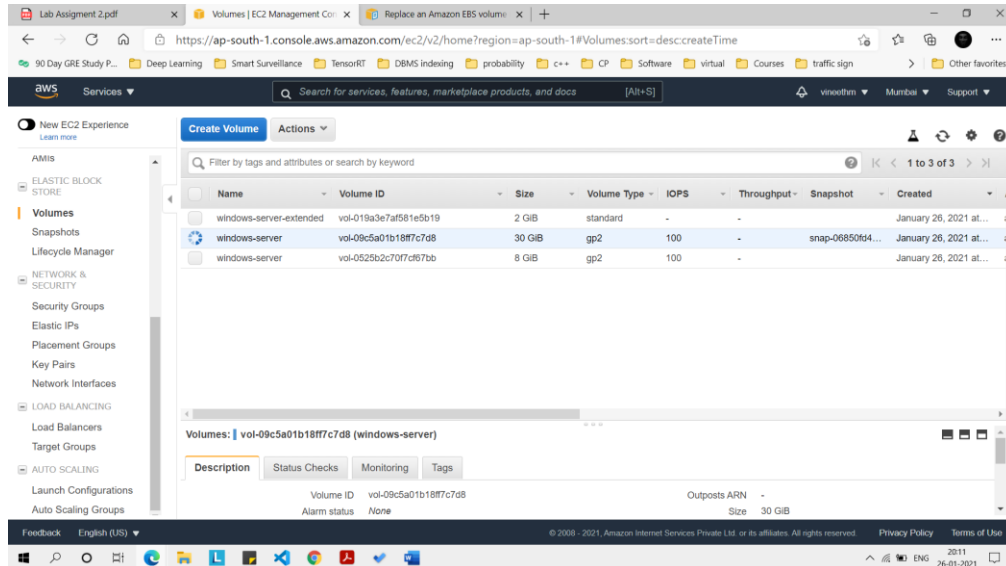 Lab Assigment 2.pdf
Volumes | EC2 Management Con
Replace an Amazon EBS volume
https://ap-south-1.console.aws.amazon.com/ec2/v2/home?region=ap-south-1#Volumes:sort=desc:createTime
90 Day GRE Study P... Deep Learning Smart Surveillance TensorRT DBMS indexing probability c++ CP Software virtual Courses traffic sign Other favorites
aws Services Search for services, features, marketplace products, and docs [Alt+S] vineethm Mumbai Support
New EC2 Experience
Learn more
Create Volume Actions
AMIs
ELASTIC BLOCK STORE
Volumes
Snapshots
Lifecycle Manager
NETWORK & SECURITY
Security Groups
Elastic IPs
Placement Groups
Key Pairs
Network Interfaces
LOAD BALANCING
Load Balancers
Target Groups
AUTO SCALING
Launch Configurations
Auto Scaling Groups
Filter by tags and attributes or search by keyword 1 to 3 of 3
Name Volume ID Size Volume Type IOPS Throughput Snapshot Created
windows-server-extended vol-019a3e7af581e5b19 2 GiB standard - - January 26, 2021 at...
windows-server vol-09c5a01b18ff7c7d8 30 GiB gp2 100 - snap-06850fd4... January 26, 2021 at...
windows-server vol-0525b2c70f7cf67bb 8 GiB gp2 100 - January 26, 2021 at...
Volumes: vol-09c5a01b18ff7c7d8 (windows-server)
Description Status Checks Monitoring Tags
Volume ID vol-09c5a01b18ff7c7d8 Outposts ARN -
Alarm status None Size 30 GiB
Feedback English (US) © 2008 - 2021, Amazon Internet Services Private Ltd. or its affiliates. All rights reserved. Privacy Policy Terms of Use
ENG 20:11
26-01-2021